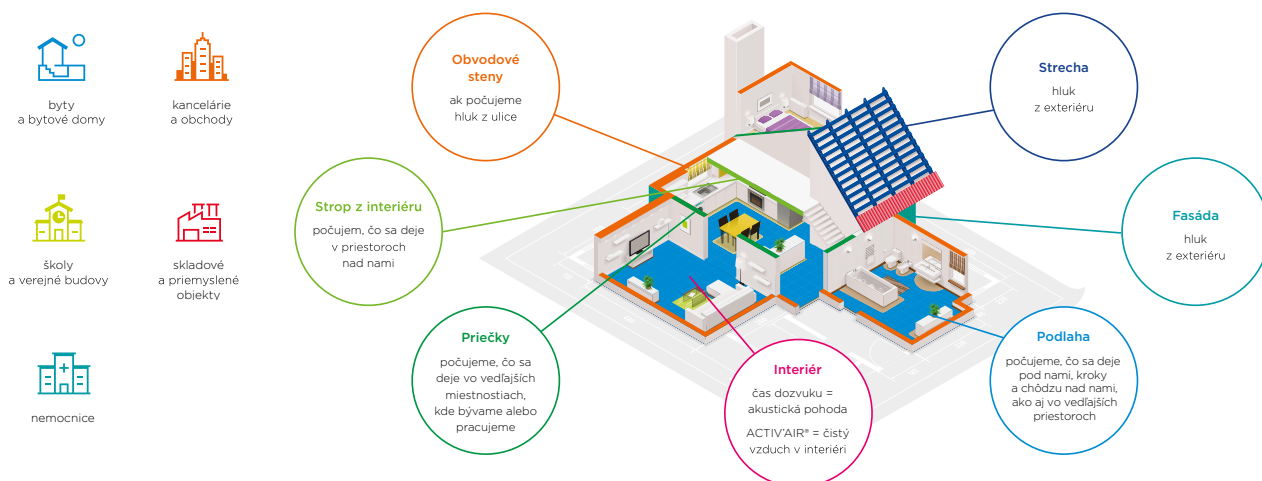 byty
a bytové domy
kancelárie
a obchody
školy
a verejné budovy
skladové
a priemyslené
objekty
nemocnice
Obvodové
steny
ak počujeme
hluk z ulice
Strecha
hluk
z exteriéru
Strop z interiéru
počujem, čo sa deje
v priestoroch
nad nami
Fasáda
hluk
z exteriéru
Priečky
počujeme, čo sa
deje vo vedľajších
miestnostiach,
kde bývame alebo
pracujeme
Interiér
čas dozvuku =
akustická pohoda
ACTIV'AIR® = čistý
vzduch v interiéri
Podlaha
počujeme, čo sa deje
pod nami, kroky
a chôdzu nad nami,
ako aj vo vedľajších
priestoroch